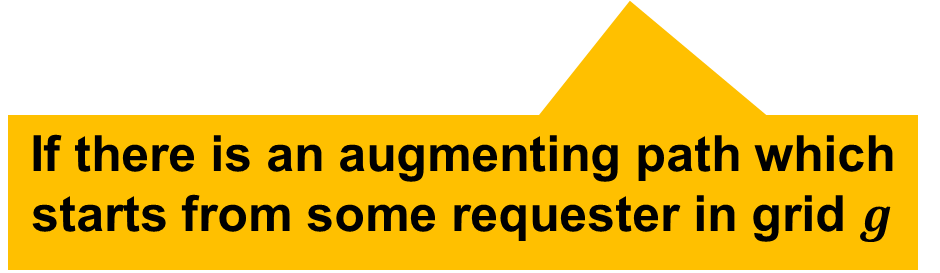 If there is an augmenting path which
starts from some requester in grid g